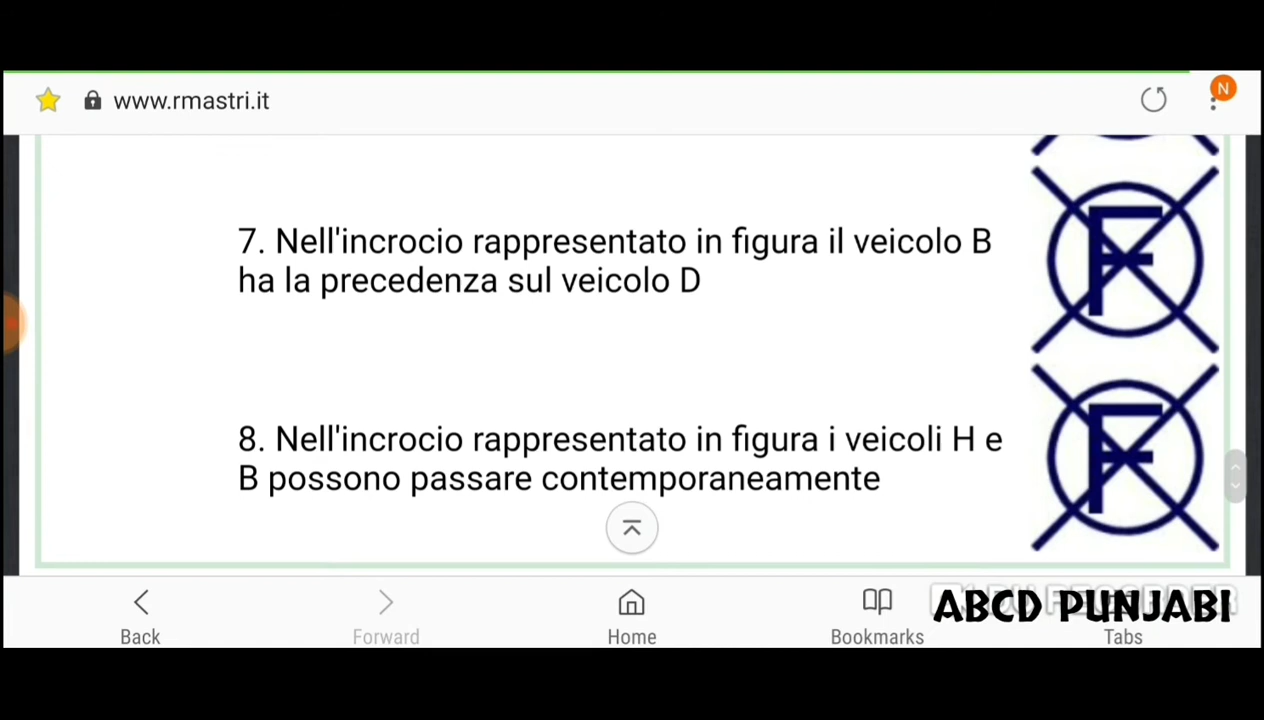 www.rmastri.it
N
7. Nell'incrocio rappresentato in figura il veicolo B
ha la precedenza sul veicolo D
F
8. Nell'incrocio rappresentato in figura i veicoli H e
B possono passare contemporaneamente
F
Back
Forward
Home
Bookmarks
Tabs
ABCD PUNJABI